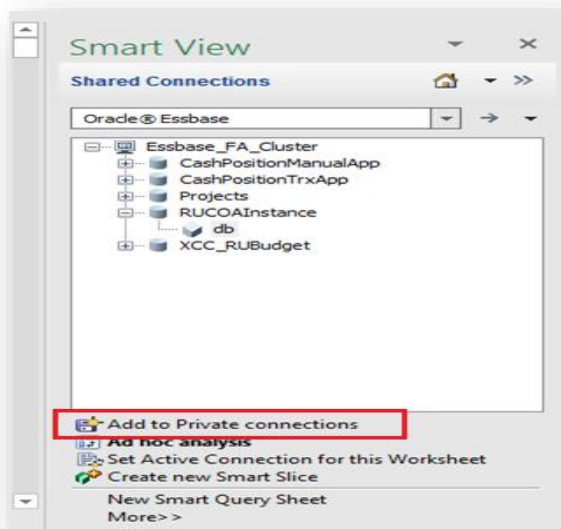 Smart View
Shared Connections
Oracle® Essbase
Essbase_FA_Cluster
CashPositionManualApp
CashPositionTrxApp
Projects
RUCOAInstance
db
XCC_RUBudget
Add to Private connections
Ad hoc analysis
Set Active Connection for this Worksheet
Create new Smart Slice
New Smart Query Sheet
More>>